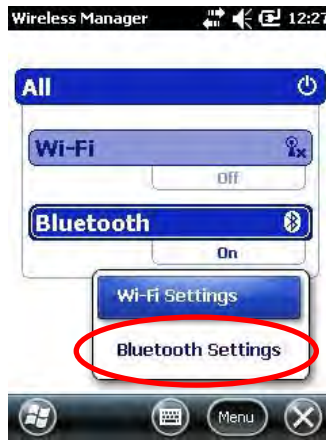 Wireless Manager 12:27
All
Wi-Fi
Off
Bluetooth
On
Wi-Fi Settings
Bluetooth Settings
Menu